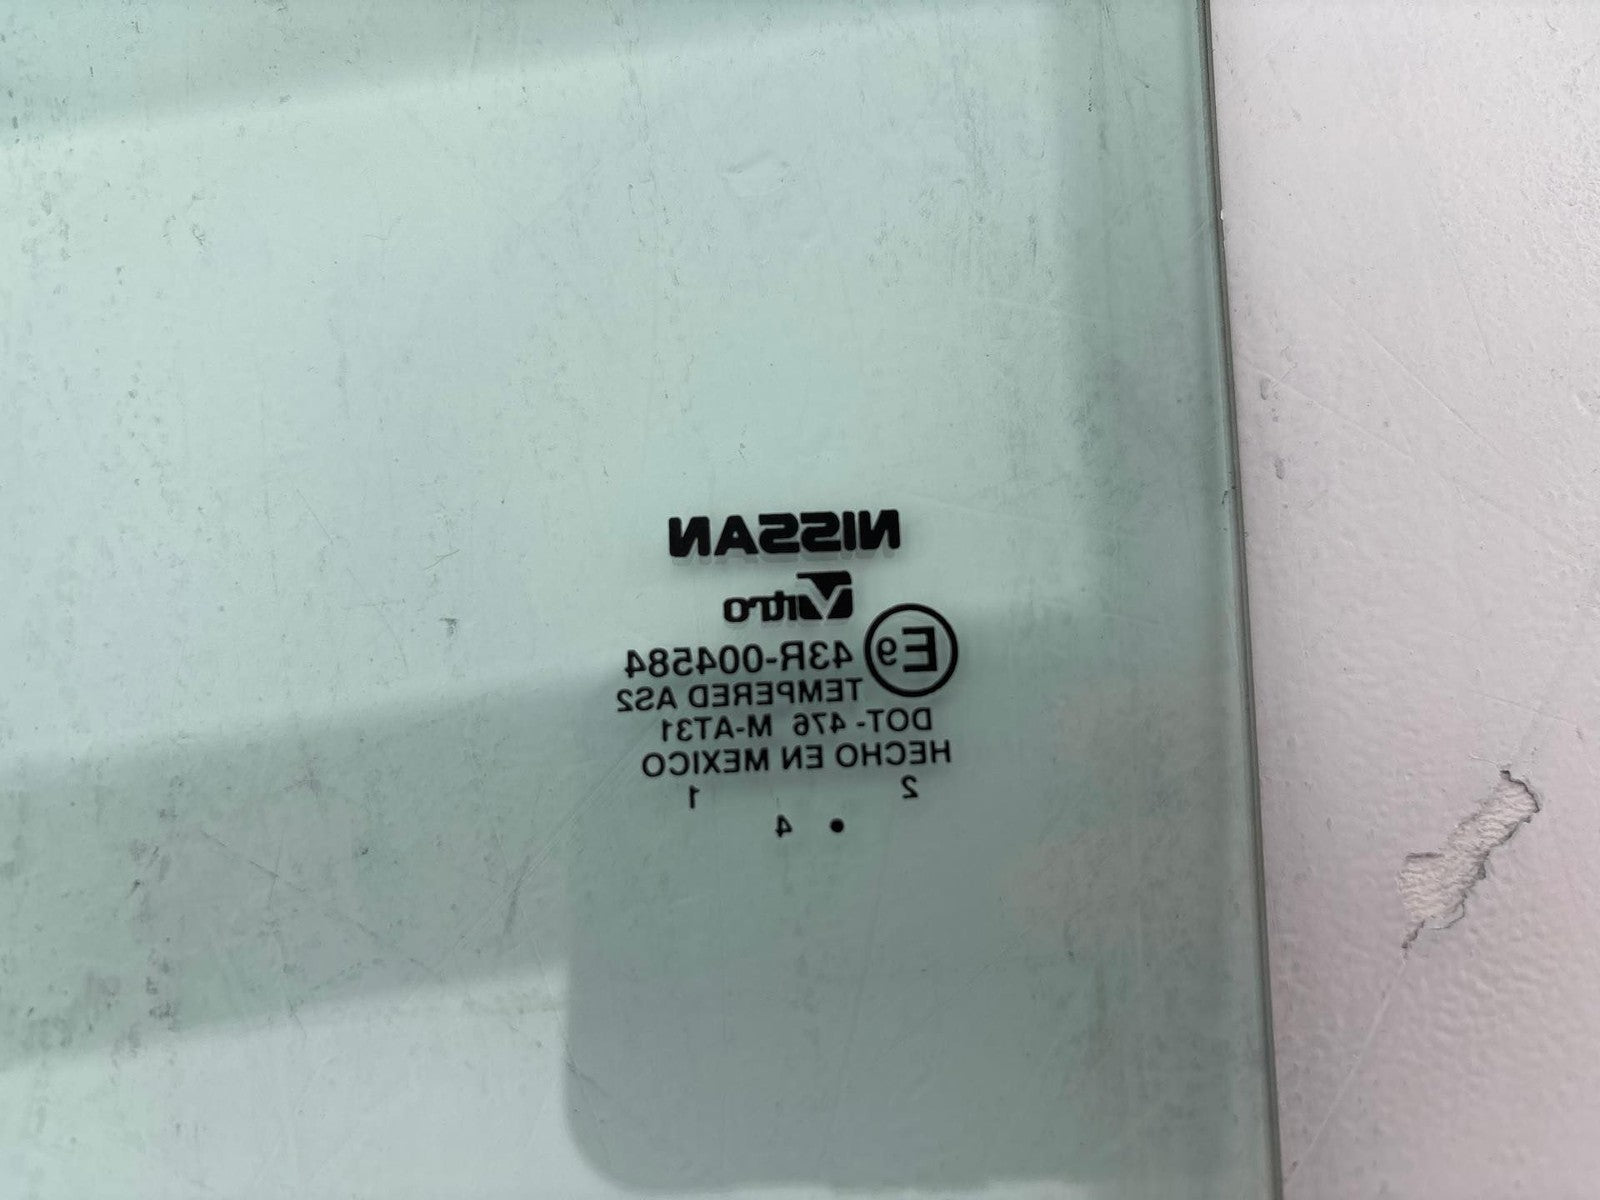 NISSAN
Vitro
E9 43R-004584
TEMPERED AS2
DOT-476 M-AT31
HECHO EN MEXICO
2 1
• 4